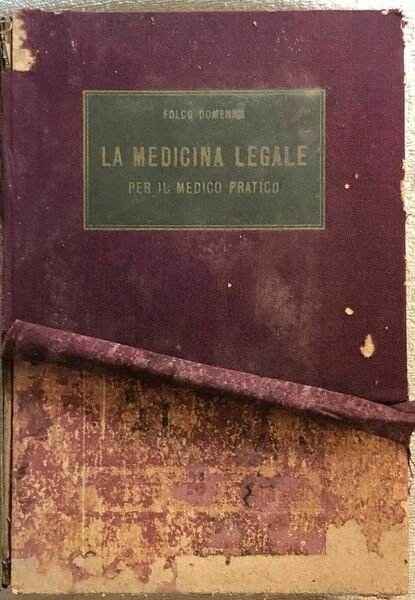 FOLCO DOMENICI
LA MEDICINA LEGALE
PER IL MEDICO PRATICO